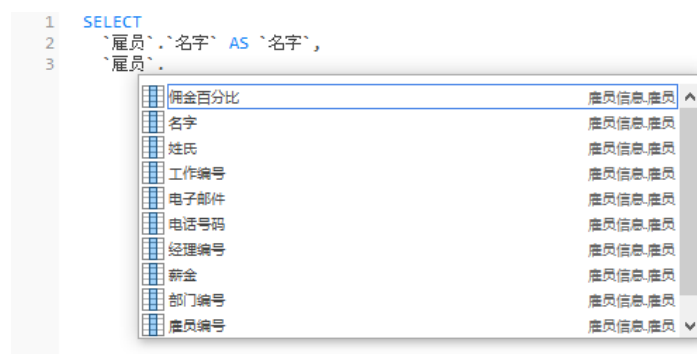 1 SELECT
2 `雇员`.`名字` AS `名字`,
3 `雇员`.
佣金百分比 雇员信息.雇员
名字 雇员信息.雇员
姓氏 雇员信息.雇员
工作编号 雇员信息.雇员
电子邮件 雇员信息.雇员
电话号码 雇员信息.雇员
经理编号 雇员信息.雇员
薪金 雇员信息.雇员
部门编号 雇员信息.雇员
雇员编号 雇员信息.雇员